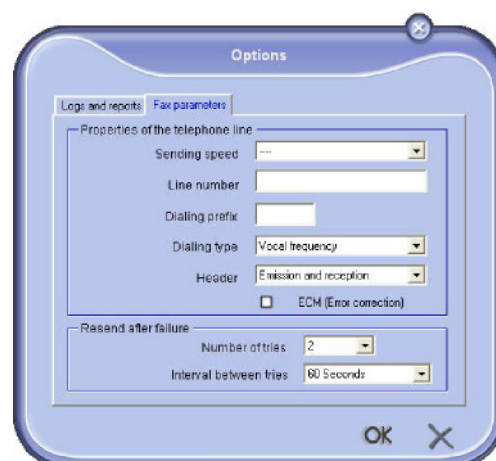 Options
Logs and reports Fax parameters
Properties of the telephone line
Sending speed ---
Line number
Dialing prefix
Dialing type Vocal frequency
Header Emission and reception
ECM (Error correction)
Resend after failure
Number of tries 2
Interval between tries 60 Seconds
OK